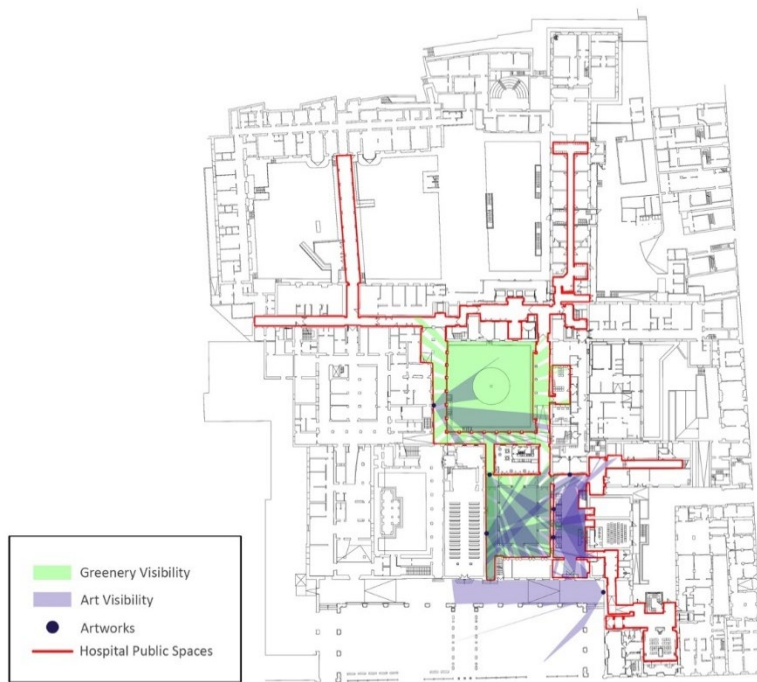 Greenery Visibility
Art Visibility
Artworks
Hospital Public Spaces